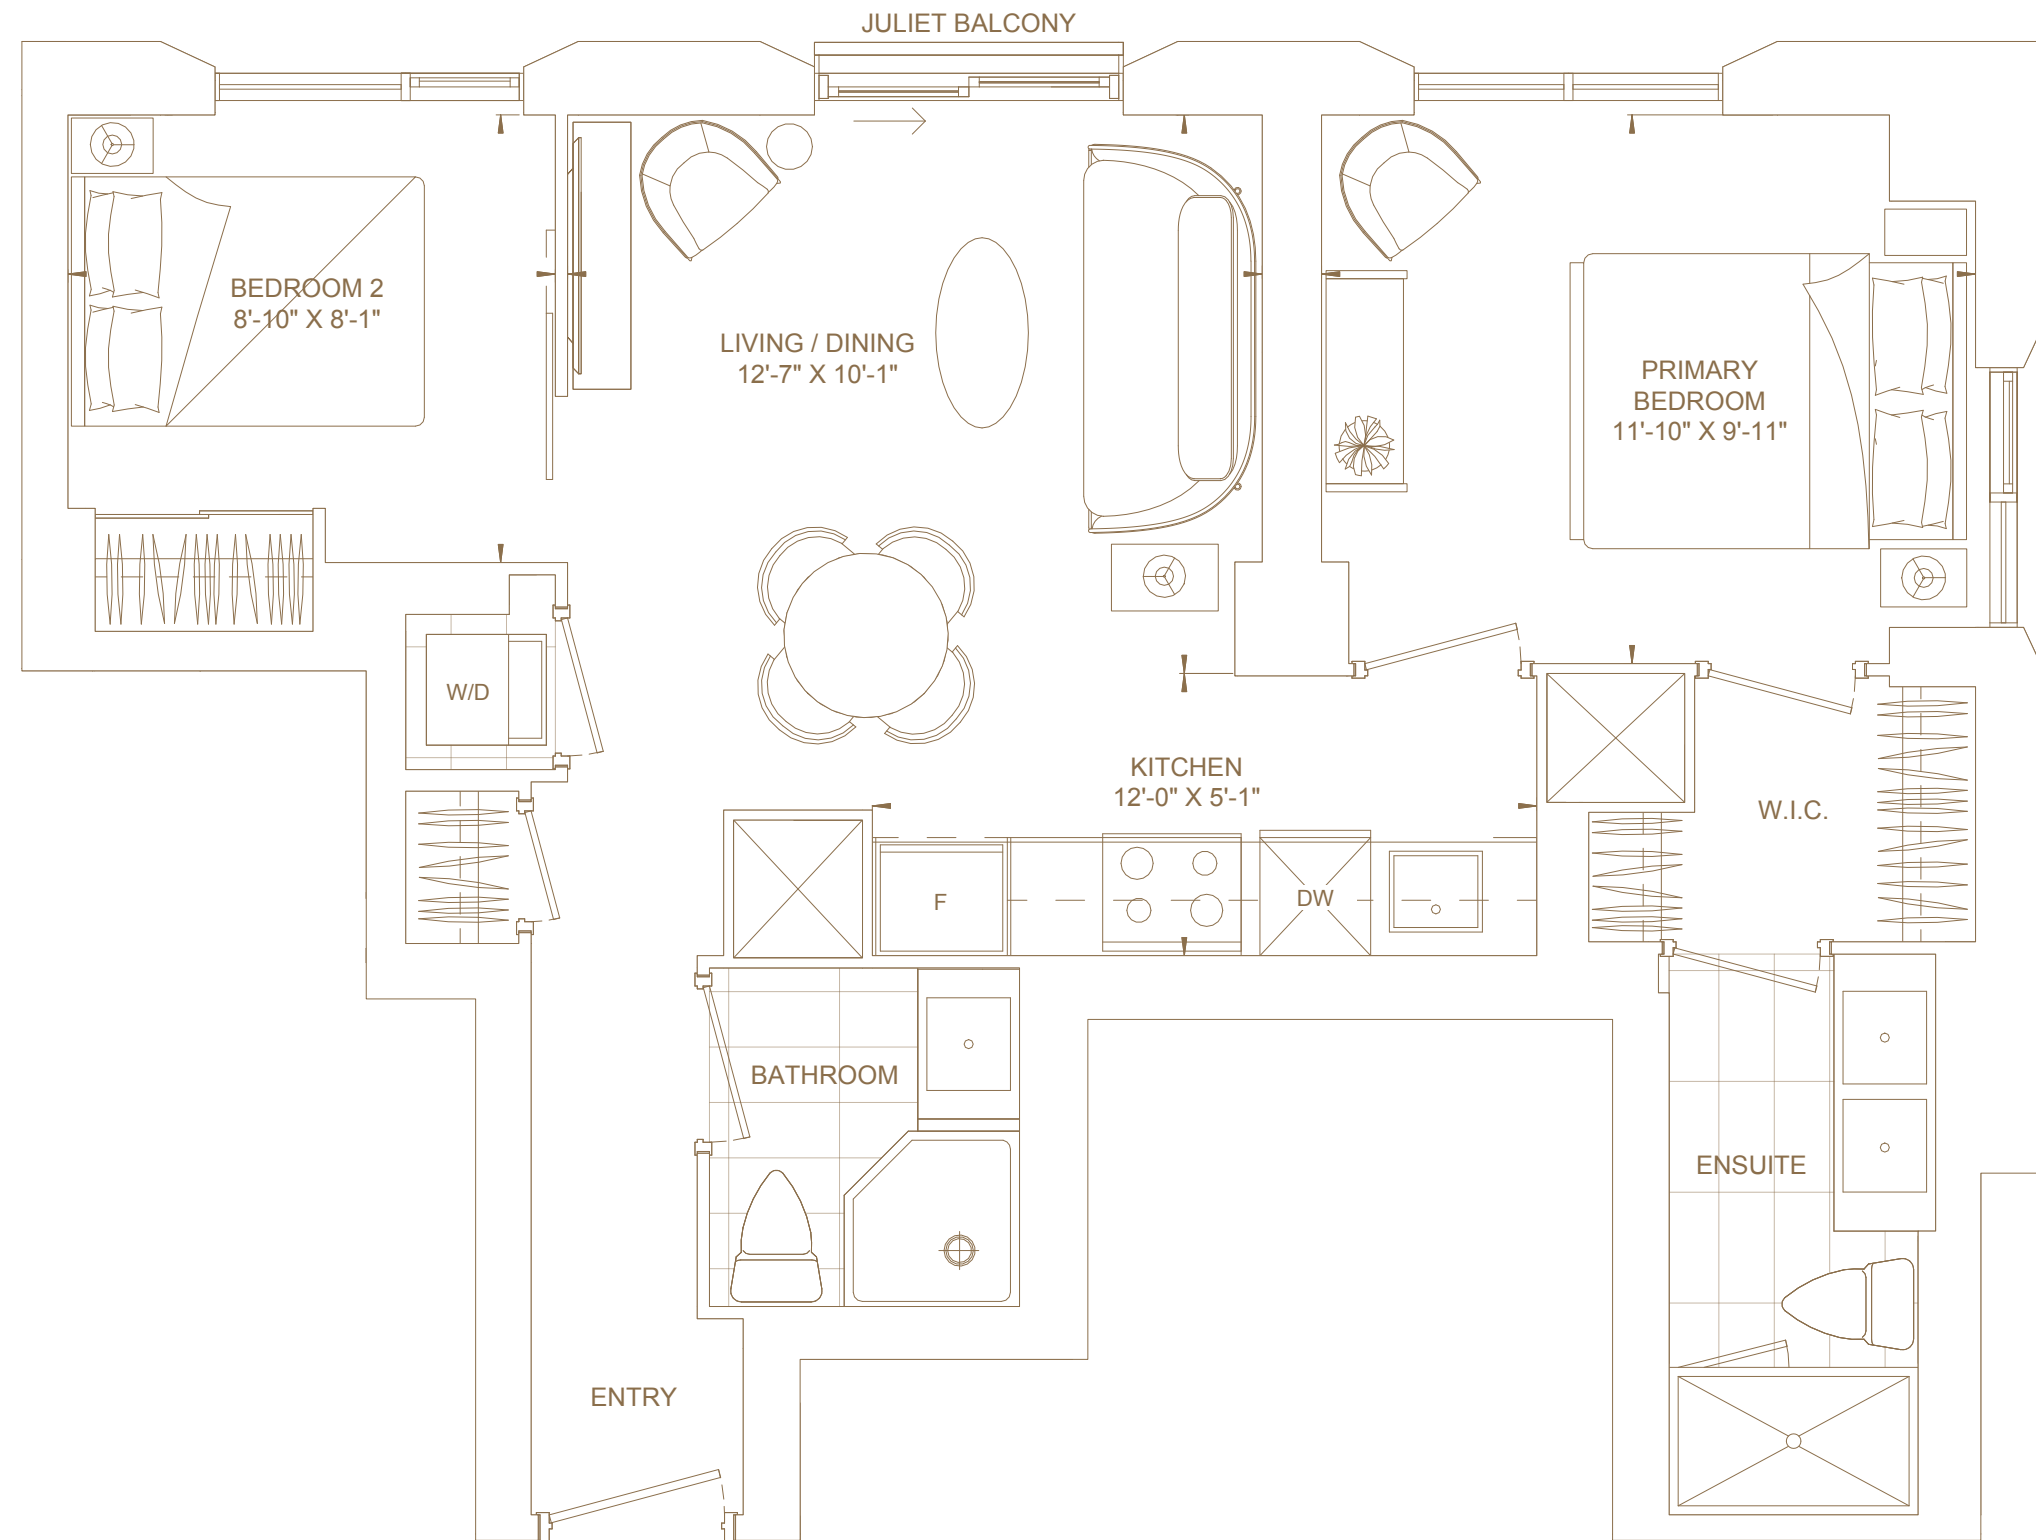 JULIET BALCONY
BEDROOM 2
8'-10" X 8'-1"
LIVING / DINING
12'-7" X 10'-1"
PRIMARY
BEDROOM
11'-10" X 9'-11"
W/D
KITCHEN
12'-0" X 5'-1"
W.I.C.
F
DW
BATHROOM
ENSUITE
ENTRY